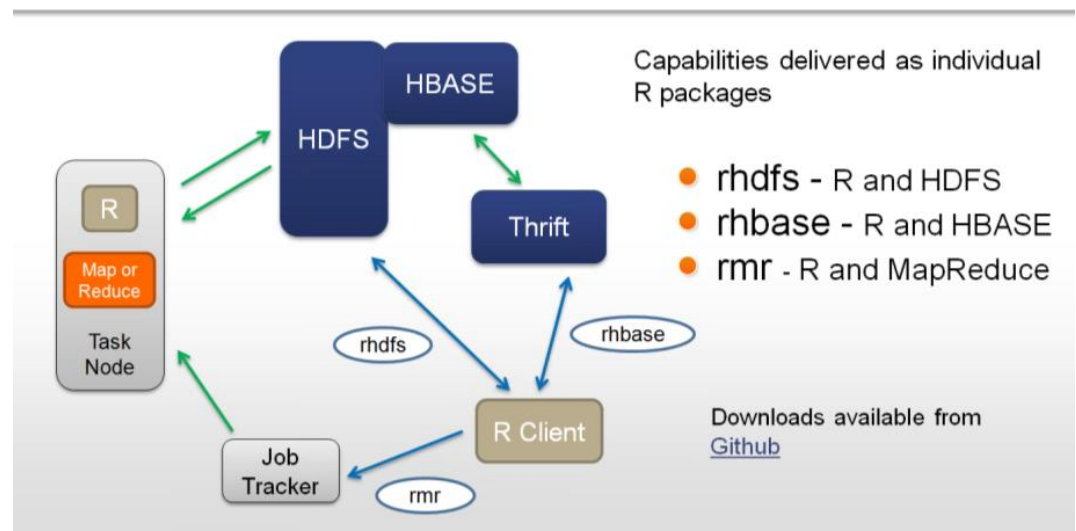 HBASE
HDFS
Capabilities delivered as individual
R packages
R
Map or
Reduce
Task
Node
Thrift
rhdfs - R and HDFS
rhbase - R and HBASE
rmr - R and MapReduce
rhdfs
rhbase
R Client
Job
Tracker
rmr
Downloads available from
Github